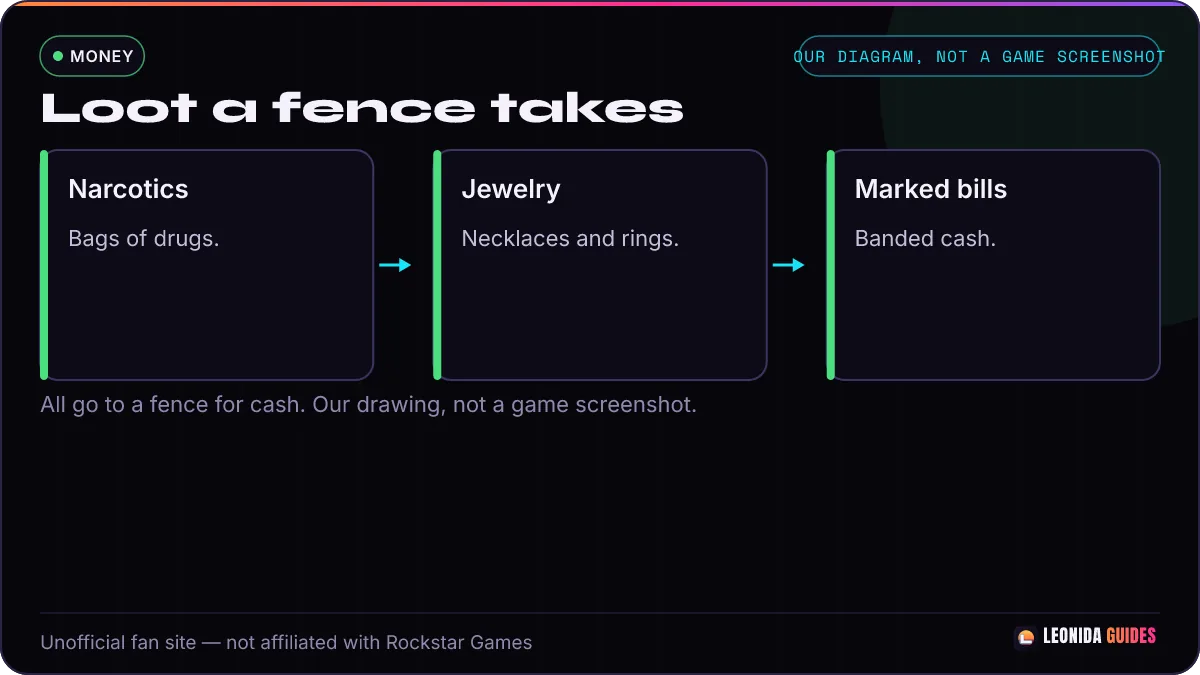 MONEY
OUR DIAGRAM, NOT A GAME SCREENSHOT
Loot a fence takes
Narcotics
Bags of drugs.
Jewelry
Necklaces and rings.
Marked bills
Banded cash.
All go to a fence for cash. Our drawing, not a game screenshot.
Unofficial fan site — not affiliated with Rockstar Games
LEONIDA GUIDES